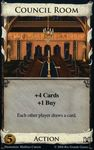 Council Room
+4 Cards
+1 Buy
Each other player draws a card.
5
Action